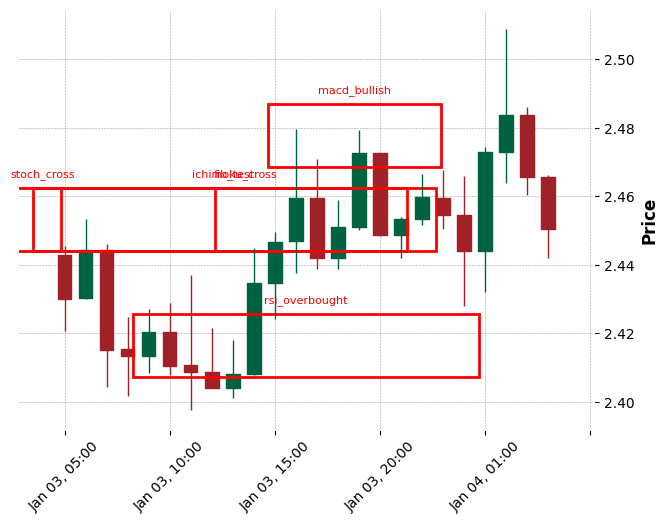 macd_bullish
stoch_cross
rsi_overbought
2.50
2.48
2.46
2.44
2.42
2.40
Price
Jan 03, 05:00
Jan 03, 10:00
Jan 03, 15:00
Jan 03, 20:00
Jan 04, 01:00